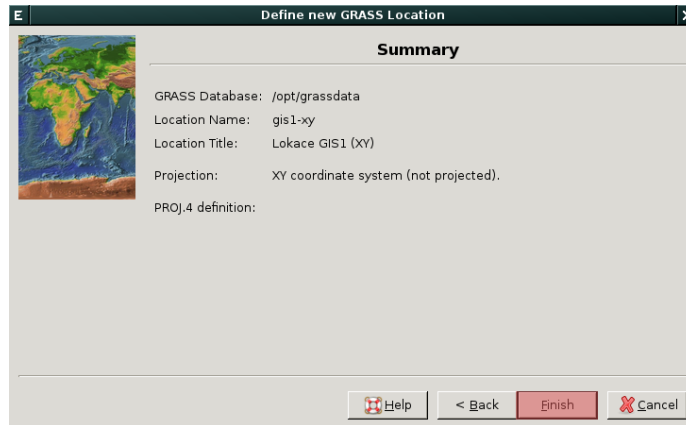 Define new GRASS Location
Summary
GRASS Database: /opt/grassdata
Location Name: gis1-xy
Location Title: Lokace GIS1 (XY)
Projection: XY coordinate system (not projected).
PROJ.4 definition:
Help < Back Finish Cancel